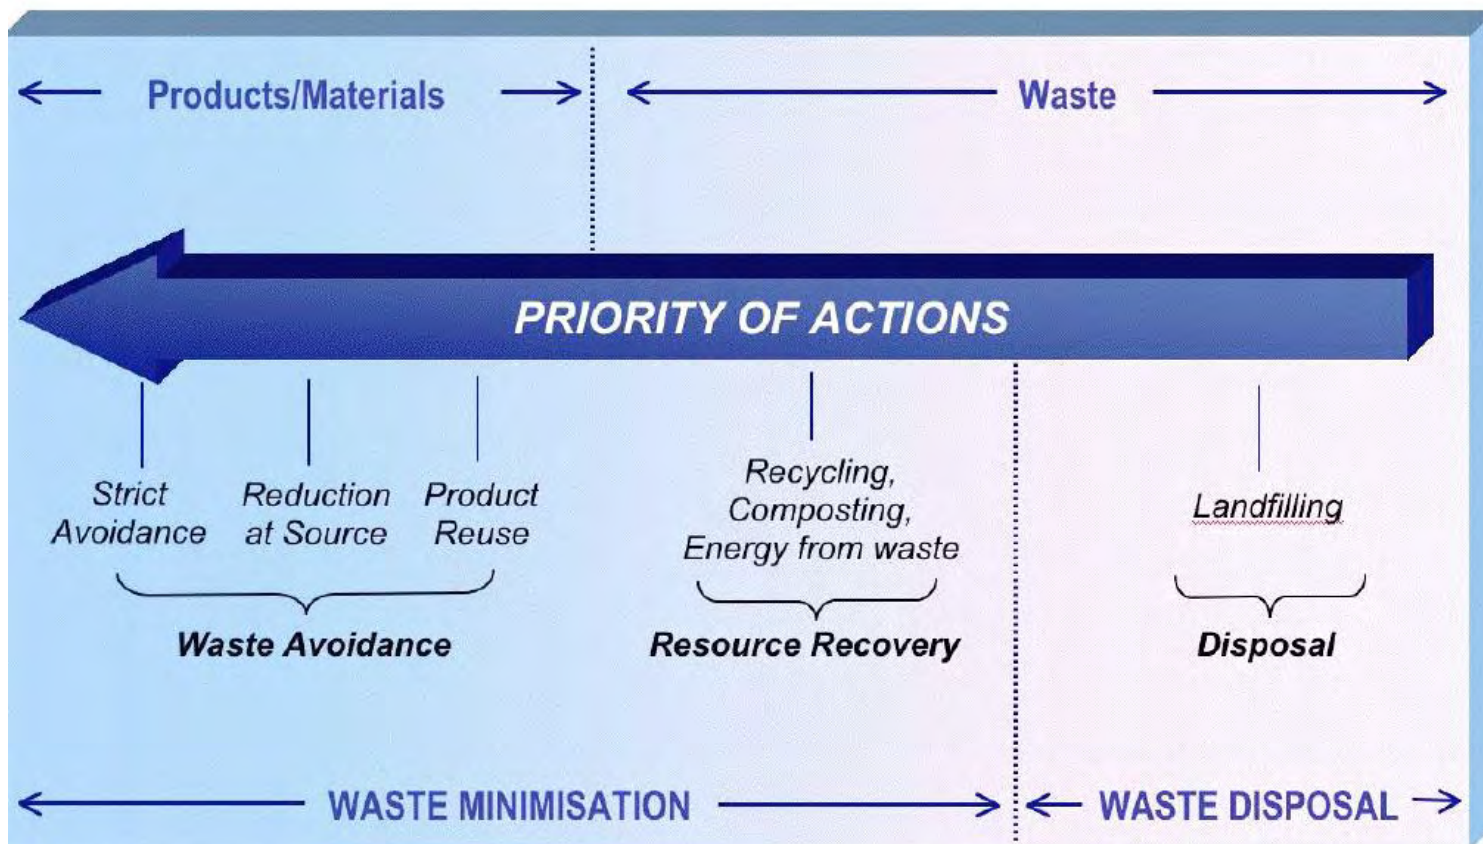 Products/Materials
Waste
PRIORITY OF ACTIONS
Strict
Avoidance
Reduction
at Source
Product
Reuse
Recycling,
Composting,
Energy from waste
Landfilling
Waste Avoidance
Resource Recovery
Disposal
WASTE MINIMISATION
WASTE DISPOSAL